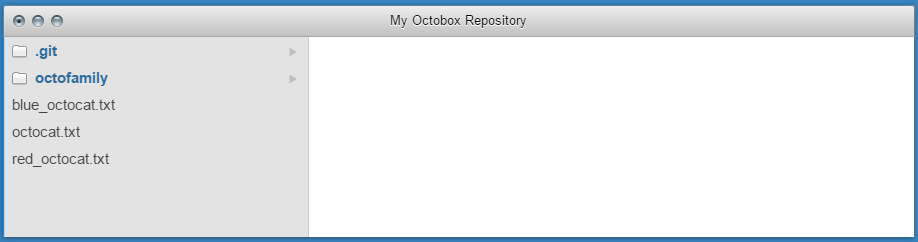 My Octobox Repository
.git
octofamily
blue_octocat.txt
octocat.txt
red_octocat.txt